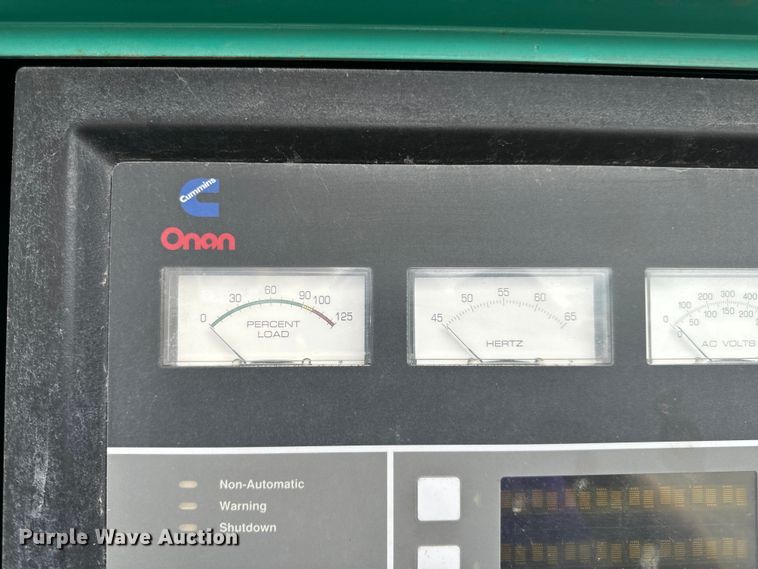 Cummins
Onan
0 30 60 90 100 125
PERCENT
LOAD
45 50 55 60 65
HERTZ
0 100 200 300 400
0 50 100 150 200
AC VOLTS
Non-Automatic
Warning
Shutdown
Purple Wave Auction